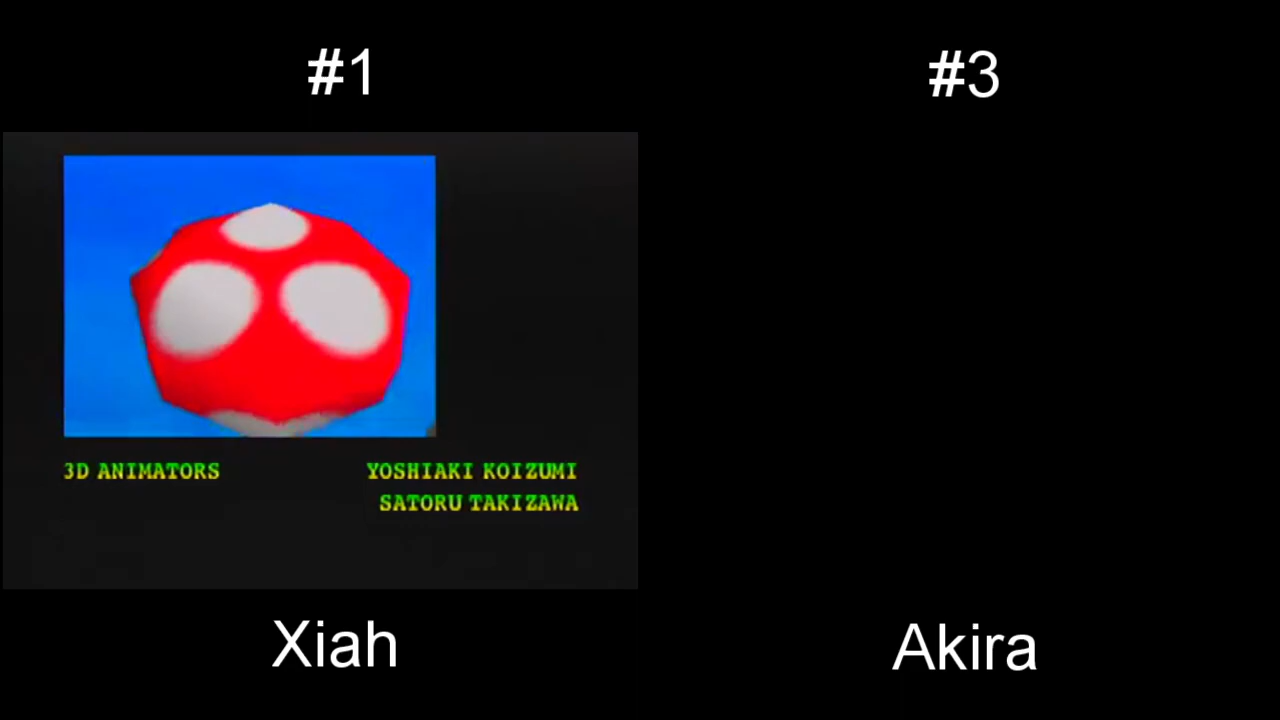 #1
#3
3D ANIMATORS
YOSHIAKI KOIZUMI
SATORU TAKIZAWA
Xiah
Akira